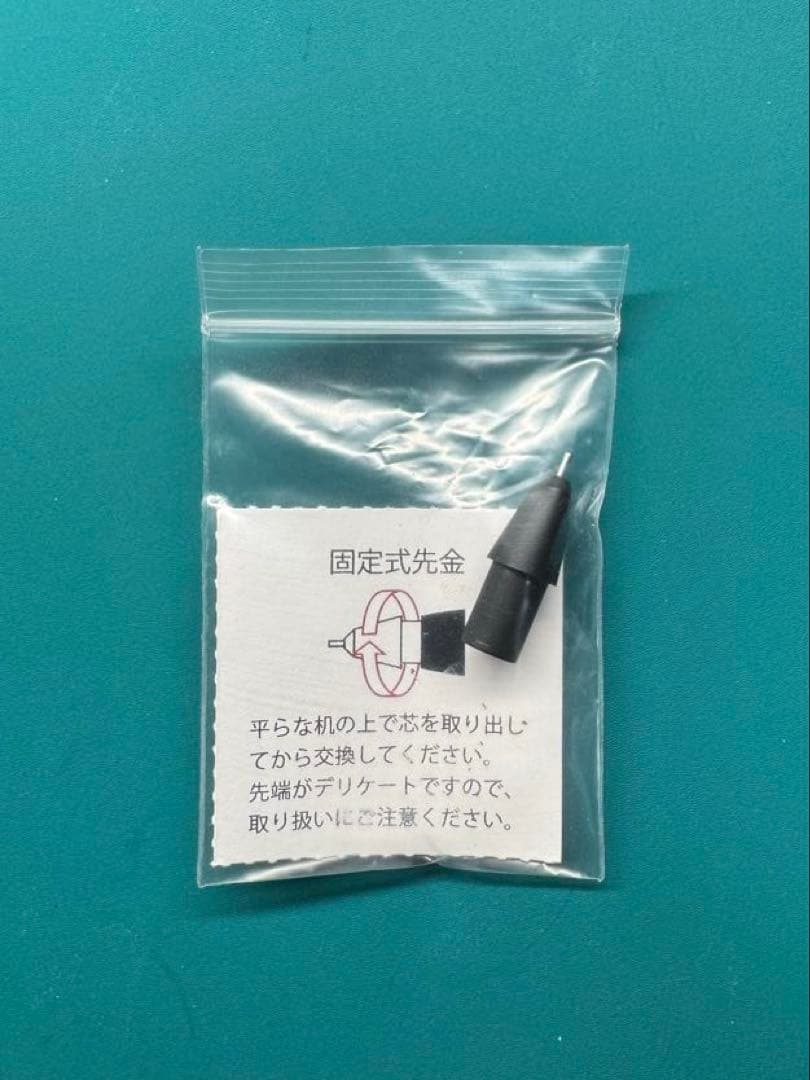 固定式先金
平らな机の上で芯を取り出し
てから交換してください。
先端がデリケートですので、
取り扱いにご注意ください。